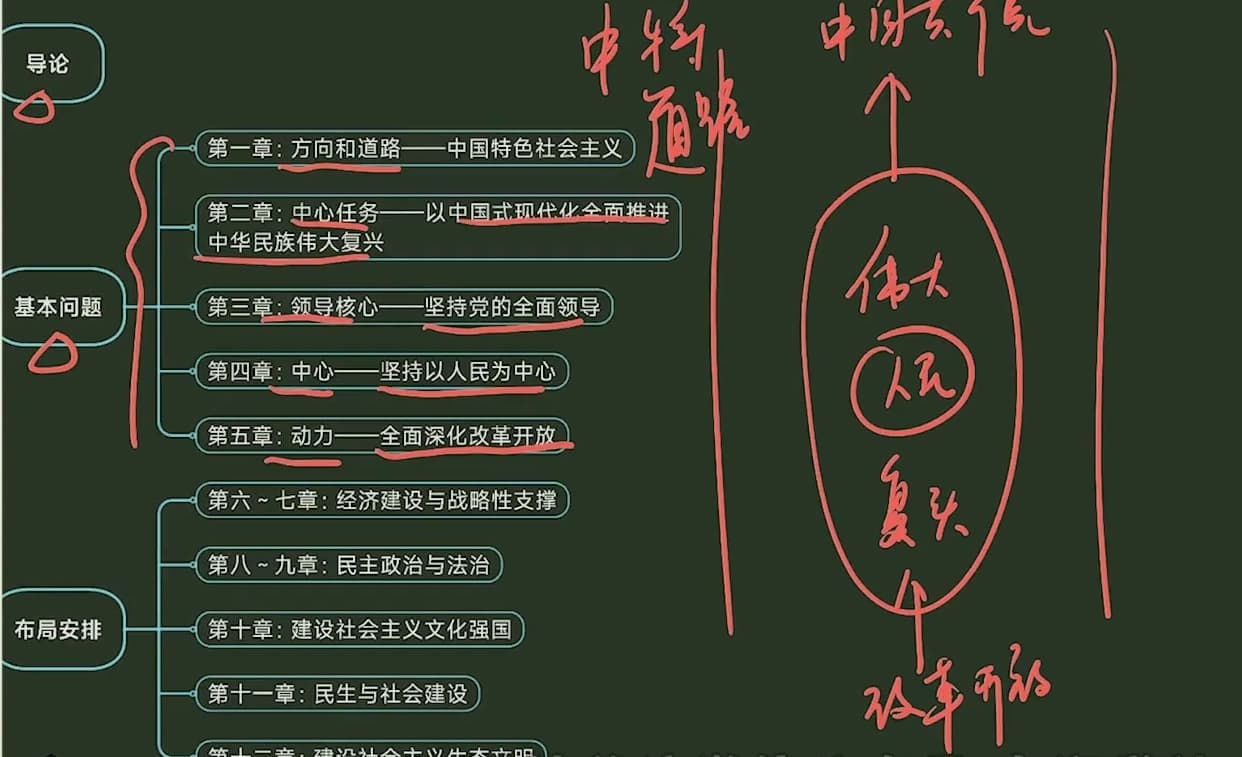 导论
基本问题
第一章：方向和道路——中国特色社会主义
第二章：中心任务——以中国式现代化全面推进
中华民族伟大复兴
第三章：领导核心——坚持党的全面领导
第四章：中心——坚持以人民为中心
第五章：动力——全面深化改革开放
布局安排
第六～七章：经济建设与战略性支撑
第八～九章：民主政治与法治
第十章：建设社会主义文化强国
第十一章：民生与社会建设
第十二章：建设社会主义生态文明
中特
道路
中国共
伟大
人民
复兴
改革开放